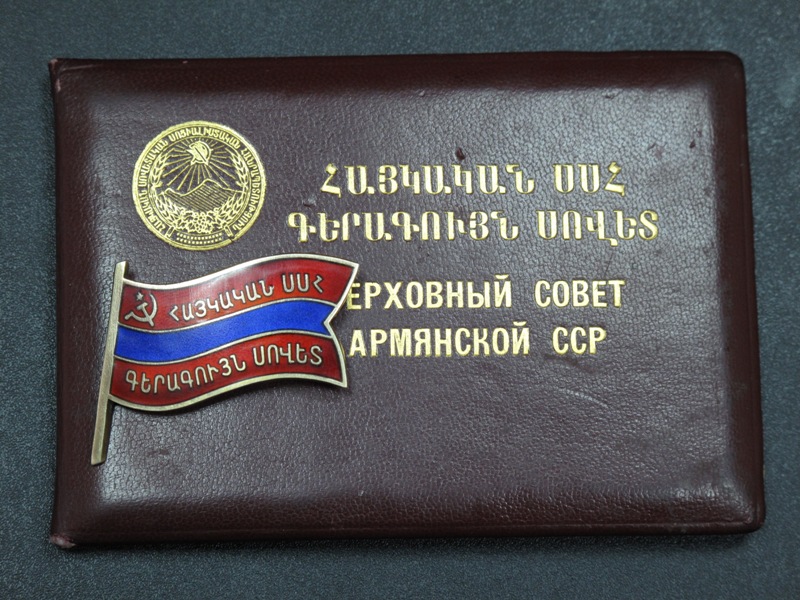 ՀԱՅԿԱԿԱՆ ՍՍՀ
ԳԵՐԱԳՈՒՅՆ ՍՈՎԵՏ
ЕРХОВНЫЙ СОВЕТ
АРМЯНСКОЙ ССР
ՀԱՅԿԱԿԱՆ ՍՍՀ
ԳԵՐԱԳՈՒՅՆ ՍՈՎԵՏ